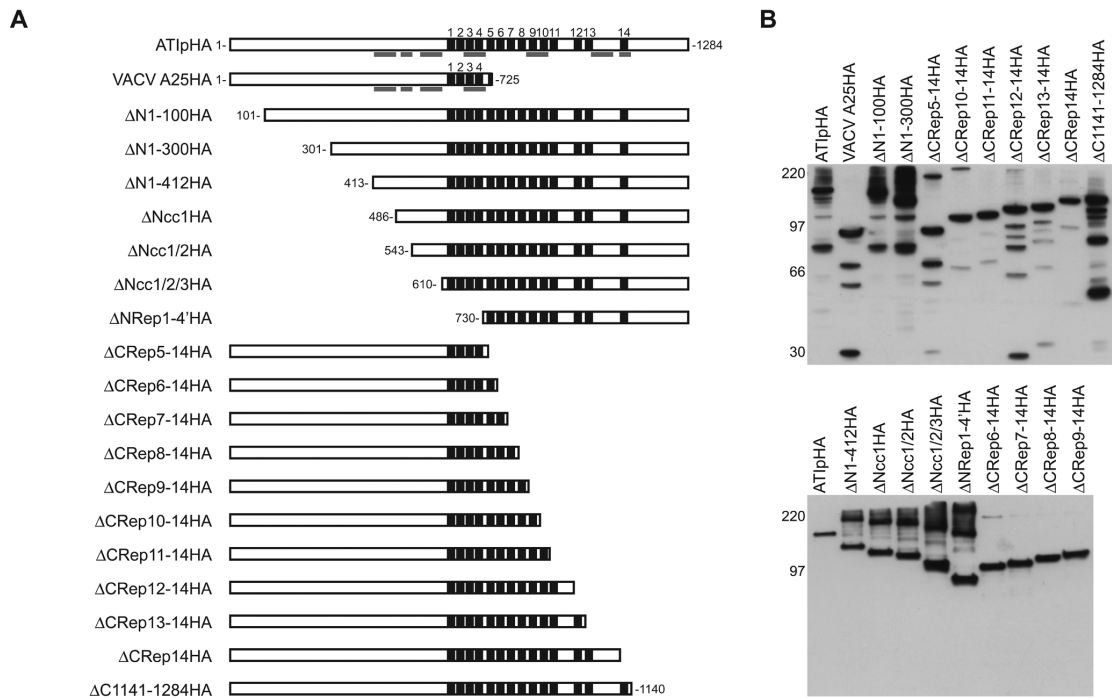 A
1 2 3 4 5 6 7 8 9 10 11 12 13 14
ATIpHA 1- -1284
1 2 3 4
VACV A25HA 1- -725
ΔN1-100HA 101-
ΔN1-300HA 301-
ΔN1-412HA 413-
ΔNcc1HA 486-
ΔNcc1/2HA 543-
ΔNcc1/2/3HA 610-
ΔNRep1-4'HA 730-
ΔCRep5-14HA
ΔCRep6-14HA
ΔCRep7-14HA
ΔCRep8-14HA
ΔCRep9-14HA
ΔCRep10-14HA
ΔCRep11-14HA
ΔCRep12-14HA
ΔCRep13-14HA
ΔCRep14HA
ΔC1141-1284HA -1140
B
ATIpHA
VACV A25HA
ΔN1-100HA
ΔN1-300HA
ΔCRep5-14HA
ΔCRep10-14HA
ΔCRep11-14HA
ΔCRep12-14HA
ΔCRep13-14HA
ΔCRep14HA
ΔC1141-1284HA
220
97
66
30
ATIpHA
ΔN1-412HA
ΔNcc1HA
ΔNcc1/2HA
ΔNcc1/2/3HA
ΔNRep1-4'HA
ΔCRep6-14HA
ΔCRep7-14HA
ΔCRep8-14HA
ΔCRep9-14HA
220
97